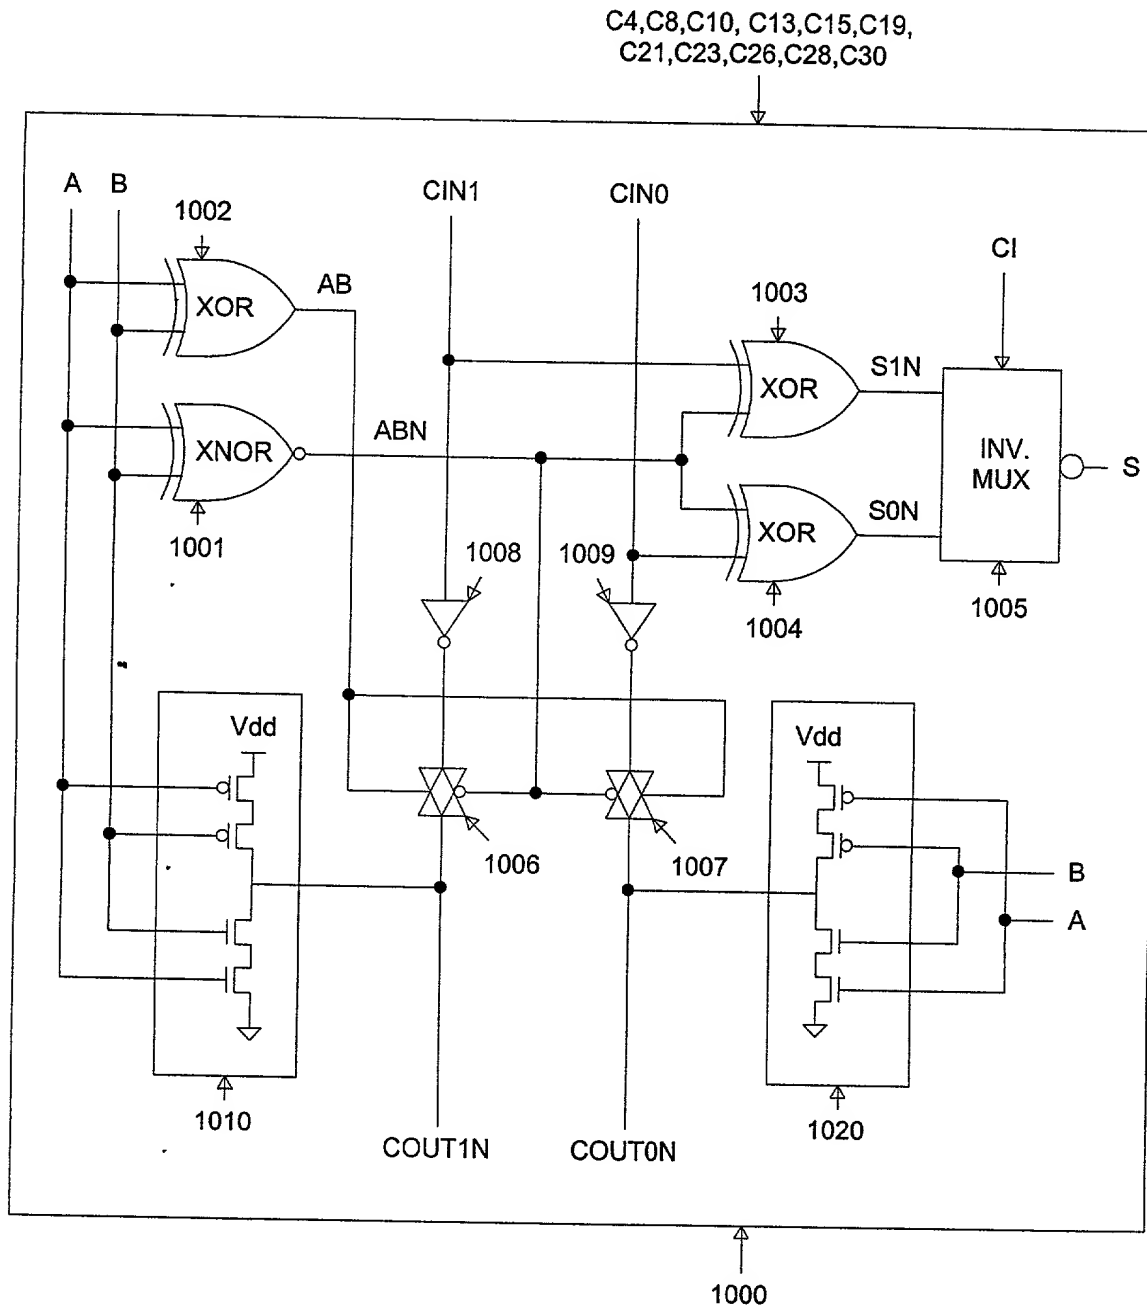 C4,C8,C10, C13,C15,C19,
C21,C23,C26,C28,C30
A
B
CIN1
CIN0
1002
AB
CI
1003
XOR
XOR
S1N
XNOR
ABN
INV.
MUX
S
1001
S0N
XOR
1008
1009
1004
1005
Vdd
Vdd
1006
1007
B
A
1010
COUT1N
COUT0N
1020
1000